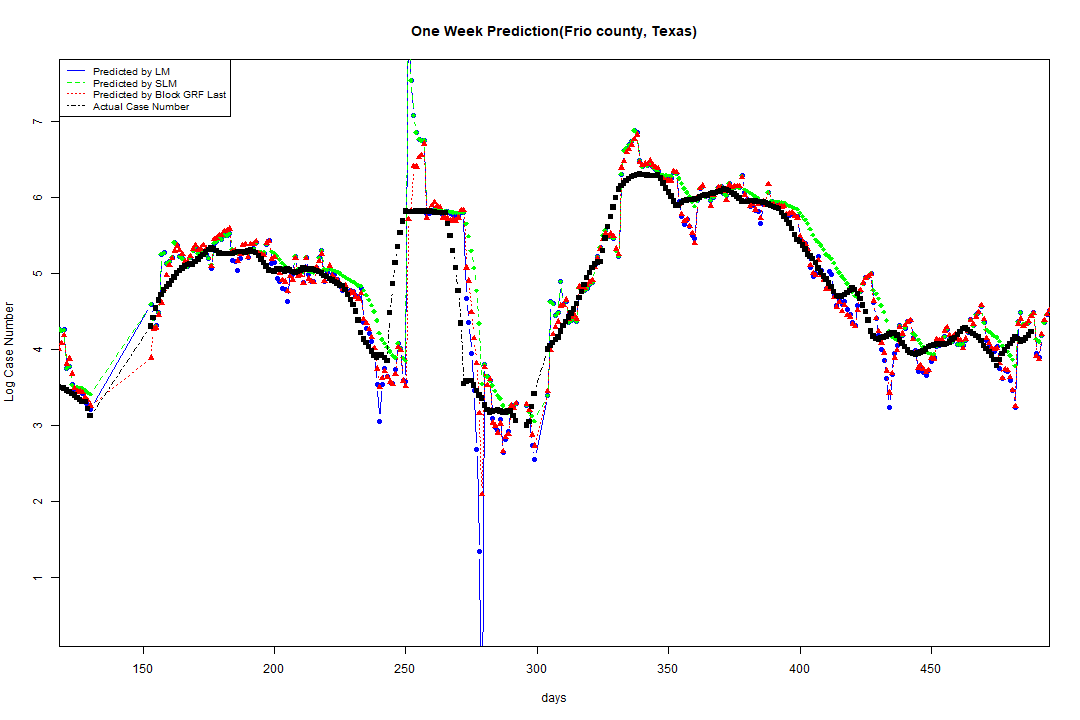 One Week Prediction(Frio county, Texas)
Predicted by LM
Predicted by SLM
Predicted by Block GRF Last
Actual Case Number
Log Case Number
7
6
5
4
3
2
1
150 200 250 300 350 400 450
days